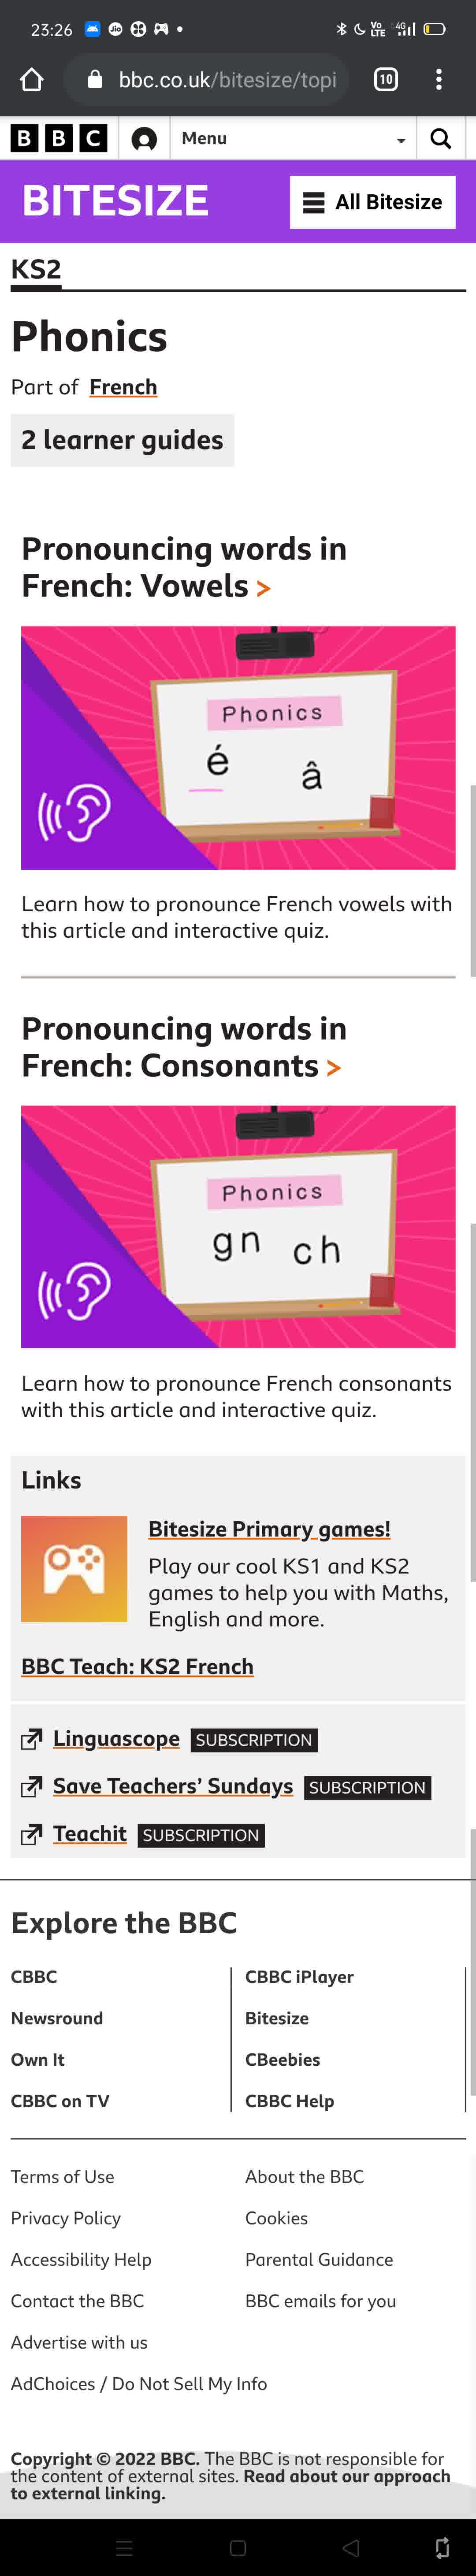 23:26
Vo LTE 4G
bbc.co.uk/bitesize/topi
10
BBC
Menu
BITESIZE
All Bitesize
KS2
Phonics
Part of French
2 learner guides
Pronouncing words in
French: Vowels >
Phonics
é â
Learn how to pronounce French vowels with
this article and interactive quiz.
Pronouncing words in
French: Consonants >
Phonics
gn ch
Learn how to pronounce French consonants
with this article and interactive quiz.
Links
Bitesize Primary games!
Play our cool KS1 and KS2
games to help you with Maths,
English and more.
BBC Teach: KS2 French
Linguascope SUBSCRIPTION
Save Teachers’ Sundays SUBSCRIPTION
Teachit SUBSCRIPTION
Explore the BBC
CBBC
CBBC iPlayer
Newsround
Bitesize
Own It
CBeebies
CBBC on TV
CBBC Help
Terms of Use
About the BBC
Privacy Policy
Cookies
Accessibility Help
Parental Guidance
Contact the BBC
BBC emails for you
Advertise with us
AdChoices / Do Not Sell My Info
Copyright © 2022 BBC. The BBC is not responsible for
the content of external sites. Read about our approach
to external linking.